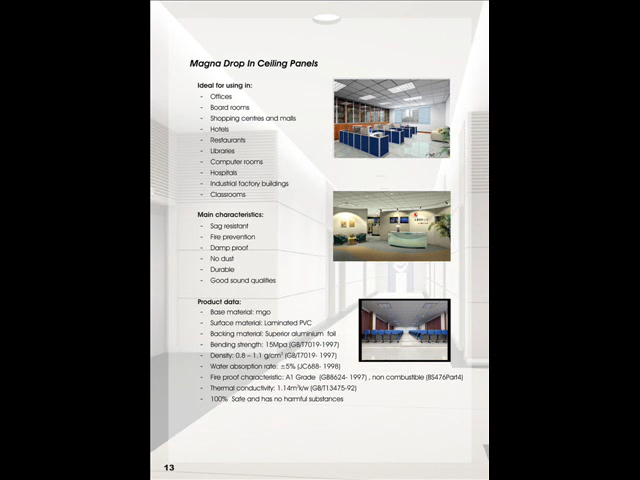 Magna Drop In Ceiling Panels
Ideal for using in:
- Offices
- Board rooms
- Shopping centres and malls
- Hotels
- Restaurants
- Libraries
- Computer rooms
- Hospitals
- Industrial factory buildings
- Classrooms
Main characteristics:
- Sag resistant
- Fire prevention
- Damp proof
- No dust
- Durable
- Good sound qualities
Product data:
- Base material: mgo
- Surface material: Laminated PVC
- Backing material: Superior aluminium foil
- Bending strength: 15Mpa (GB/T7019-1997)
- Density: 0.8 – 1.1 g/cm³ (GB/T7019- 1997)
- Water absorption rate: ±5% (JC688- 1998)
- Fire proof characteristic: A1 Grade (GB8624- 1997) , non combustible (BS476Part4)
- Thermal conductivity: 1.14m²k/w (GB/T13475-92)
- 100% Safe and has no harmful substances
13